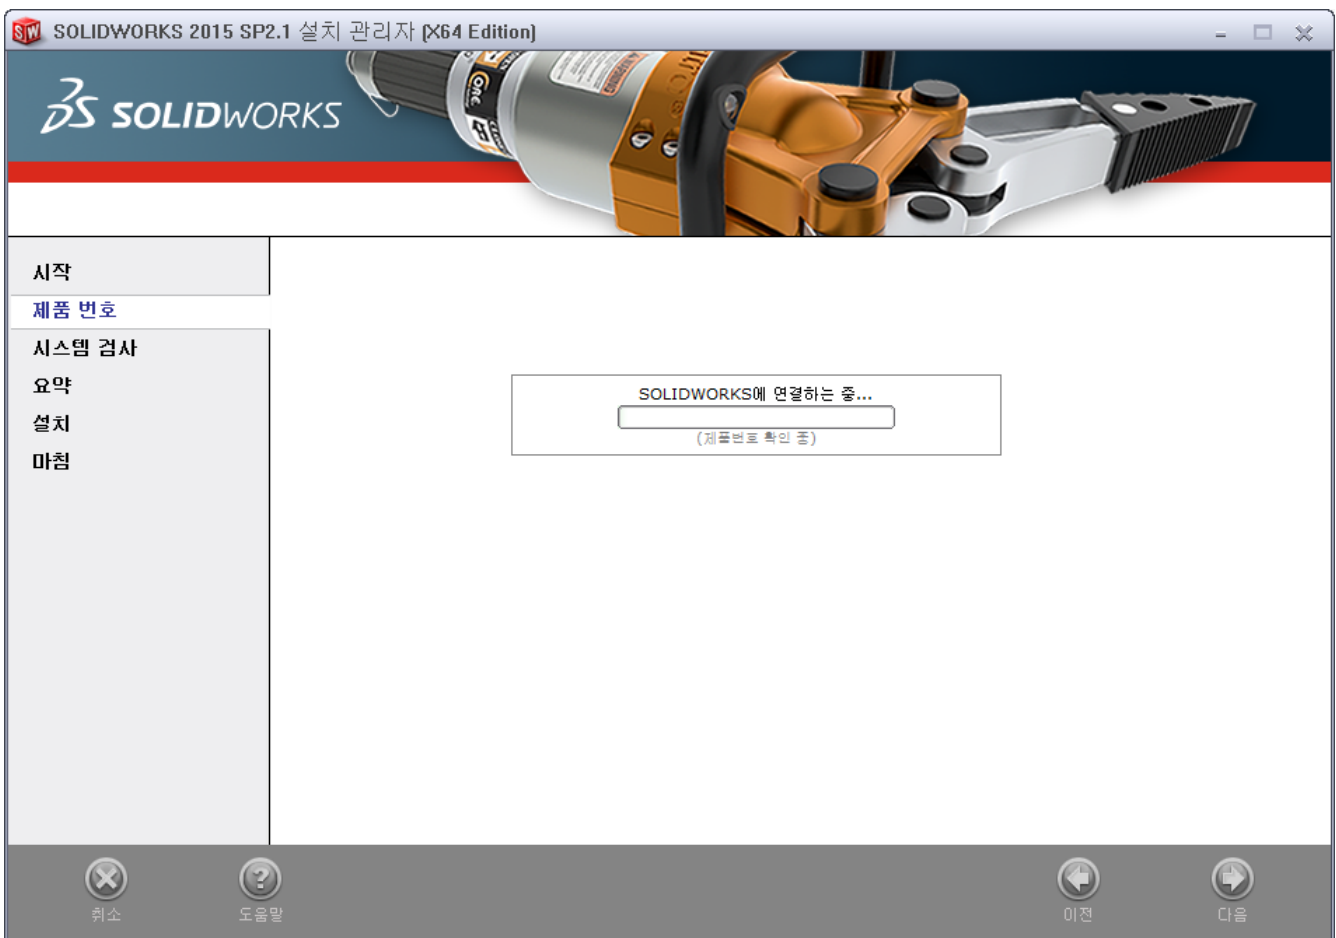 SOLIDWORKS 2015 SP2.1 설치 관리자 (X64 Edition)
SOLIDWORKS
CORE
시작
제품 번호
시스템 검사
요약
설치
마침
SOLIDWORKS에 연결하는 중...
(제품번호 확인 중)
취소
도움말
이전
다음